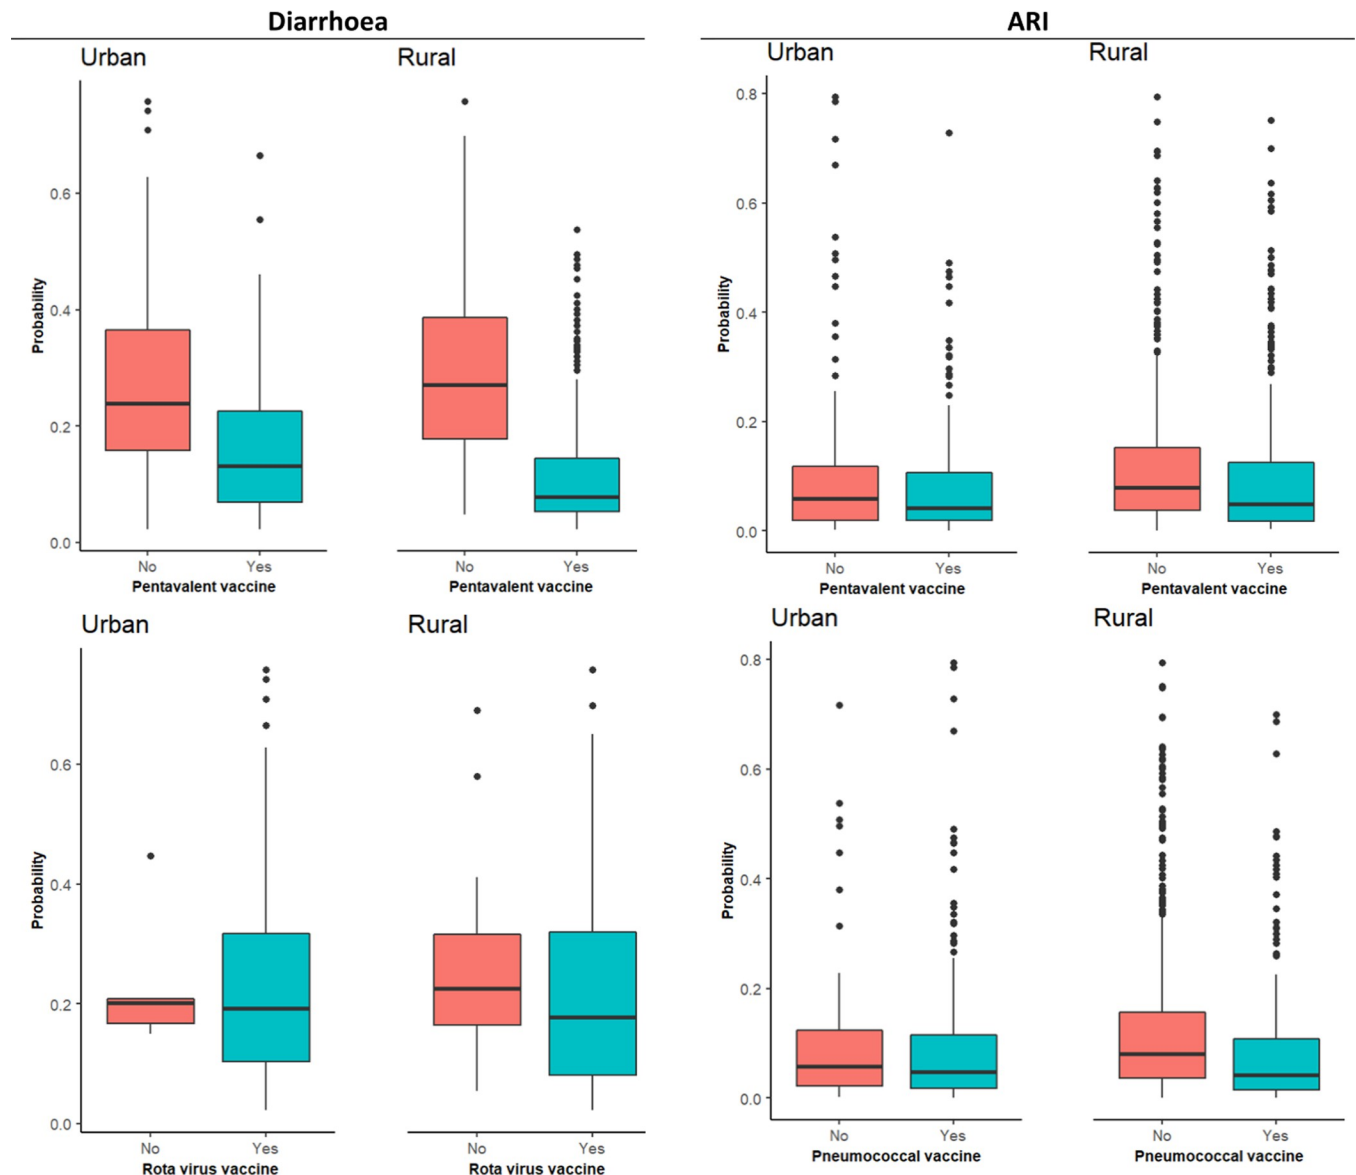 Diarrhoea
ARI
Urban
Rural
Urban
Rural
Probability
0.6
0.4
0.2
0.0
No
Yes
Pentavalent vaccine
No
Yes
Pentavalent vaccine
Probability
0.8
0.6
0.4
0.2
0.0
No
Yes
Pentavalent vaccine
No
Yes
Pentavalent vaccine
Urban
Rural
Urban
Rural
Probability
0.6
0.4
0.2
0.0
No
Yes
Rota virus vaccine
No
Yes
Rota virus vaccine
Probability
0.8
0.6
0.4
0.2
0.0
No
Yes
Pneumococcal vaccine
No
Yes
Pneumococcal vaccine